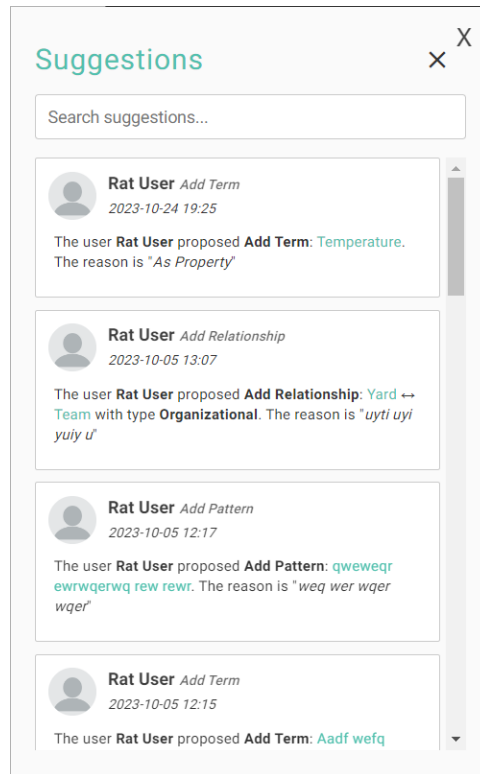 X
Suggestions ×
Search suggestions...
Rat User Add Term
2023-10-24 19:25
The user Rat User proposed Add Term: Temperature.
The reason is "As Property"
Rat User Add Relationship
2023-10-05 13:07
The user Rat User proposed Add Relationship: Yard ↔
Team with type Organizational. The reason is "uyti uyi
yuiy u"
Rat User Add Pattern
2023-10-05 12:17
The user Rat User proposed Add Pattern: qweweqr
ewrwqerwq rew rewr. The reason is "weq wer wqer
wqer"
Rat User Add Term
2023-10-05 12:15
The user Rat User proposed Add Term: Aadf wefq